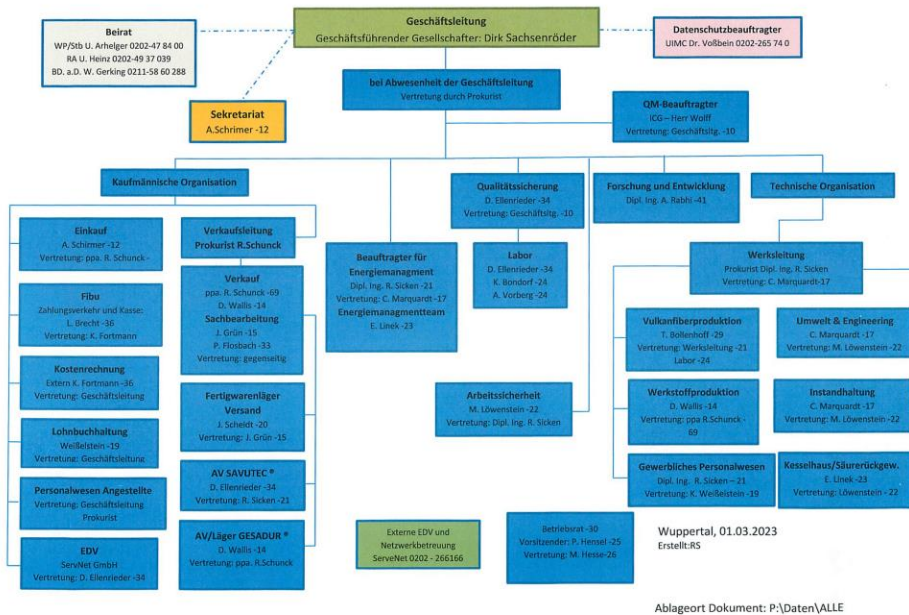 Geschäftsleitung
Geschäftsführender Gesellschafter: Dirk Sachsenröder
Beirat
WP/Stb U. Arhelger 0202-47 84 00
RA U. Heinz 0202-49 37 039
BD. a.D. W. Gerking 0211-58 60 288
Datenschutzbeauftragter
UIMC Dr. Voßbein 0202-265 74 0
bei Abwesenheit der Geschäftsleitung
Vertretung durch Prokurist
Sekretariat
A.Schrimer -12
QM-Beauftragter
ICG – Herr Wolff
Vertretung: Geschäftsltg. -10
Kaufmännische Organisation
Qualitätssicherung
D. Ellenrieder -34
Vertretung: Geschäftsltg. -10
Forschung und Entwicklung
Dipl. Ing. A. Rabhi -41
Technische Organisation
Einkauf
A. Schirmer -12
Vertretung: ppa. R. Schunck -
Verkaufsleitung
Prokurist R.Schunck
Beauftragter für
Energiemanagment
Dipl. Ing. R. Sicken -21
Vertretung: C. Marquardt -17
Energiemanagmentteam
E. Linek -23
Labor
D. Ellenrieder -34
K. Bondorf -24
A. Vorberg -24
Werksleitung
Prokurist Dipl. Ing. R. Sicken
Vertretung: C. Marquardt-17
Fibu
Zahlungsverkehr und Kasse:
L. Brecht -36
Vertretung: K. Fortmann
Verkauf
ppa. R. Schunck -69
D. Wallis -14
Sachbearbeitung
J. Grün -15
P. Flosbach -33
Vertretung: gegenseitig
Vulkanfiberproduktion
T. Bollenhoff -29
Vertretung: Werksleitung -21
Labor -24
Umwelt & Engineering
C. Marquardt -17
Vertretung: M. Löwenstein -22
Kostenrechnung
Extern K. Fortmann -36
Vertretung: Geschäftsleitung
Fertigwarenläger
Versand
J. Scheidt -20
Vertretung: J. Grün -15
Arbeitssicherheit
M. Löwenstein -22
Vertretung: Dipl. Ing. R. Sicken
Werkstoffproduktion
D. Wallis -14
Vertretung: ppa R.Schunck -
69
Instandhaltung
C. Marquardt -17
Vertretung: M. Löwenstein -22
Lohnbuchhaltung
Weißelstein -19
Vertretung: Geschäftsleitung
AV SAVUTEC ®
D. Ellenrieder -34
Vertretung: R. Sicken -21
Gewerbliches Personalwesen
Dipl. Ing. R. Sicken – 21
Vertretung: K. Weißelstein -19
Kesselhaus/Säurerückgew.
E. Linek -23
Vertretung: Löwenstein -22
Personalwesen Angestellte
Vertretung: Geschäftsleitung
Prokurist
AV/Läger GESADUR ®
D. Wallis -14
Vertretung: ppa. R.Schunck
EDV
ServNet GmbH
Vertretung: D. Ellenrieder -34
Externe EDV und
Netzwerkbetreuung
ServeNet 0202 - 266166
Betriebsrat -30
Vorsitzender: P. Hensel -25
Vertretung: M. Hesse-26
Wuppertal, 01.03.2023
Erstellt:RS
Ablageort Dokument: P:\Daten\ALLE